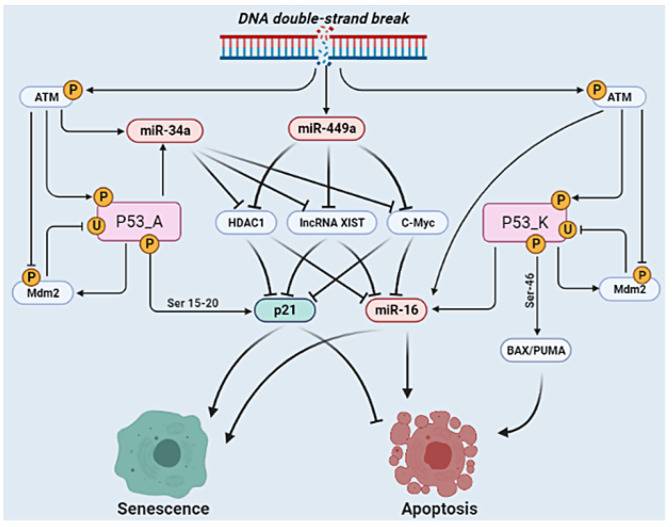 DNA double-strand break
ATM
P
P
ATM
miR-34a
miR-449a
P
P53_A
U
P
HDAC1
lncRNA XIST
C-Myc
P
P53_K
U
P
P
Mdm2
P
Mdm2
Ser 15-20
Ser-46
p21
miR-16
BAX/PUMA
Senescence
Apoptosis